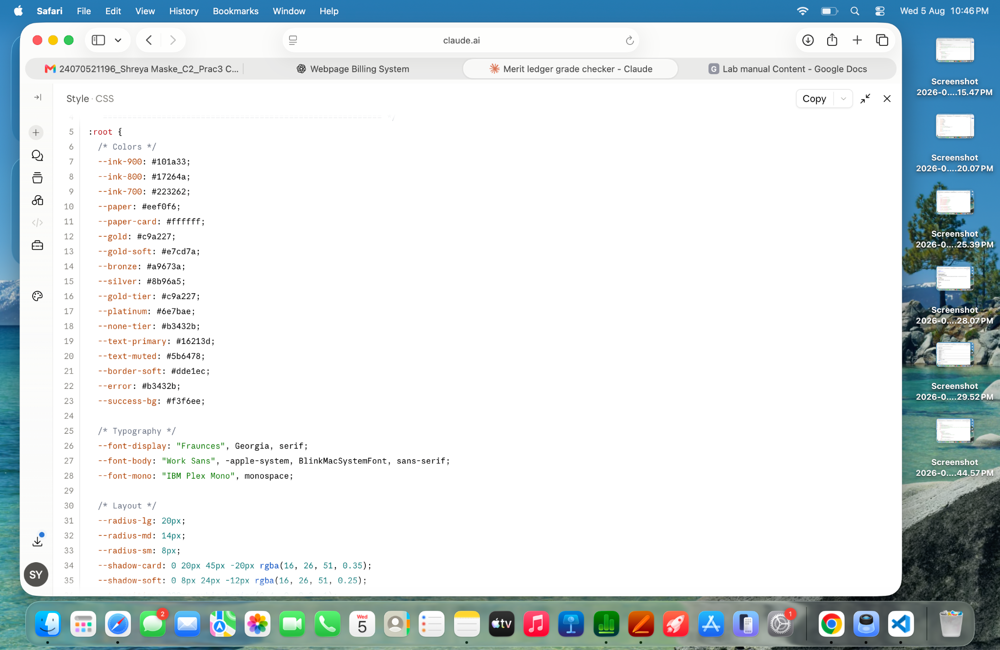 Safari File Edit View History Bookmarks Window Help Wed 5 Aug 10:46 PM
claude.ai
24070521196_Shreya Maske_C2_Prac3 C... Webpage Billing System Merit ledger grade checker - Claude G Lab manual Content - Google Docs
Style · CSS Copy
5 :root {
6 /* Colors */
7 --ink-900: #101a33;
8 --ink-800: #17264a;
9 --ink-700: #223262;
10 --paper: #eef0f6;
11 --paper-card: #ffffff;
12 --gold: #c9a227;
13 --gold-soft: #e7cd7a;
14 --bronze: #a9673a;
15 --silver: #8b96a5;
16 --gold-tier: #c9a227;
17 --platinum: #6e7bae;
18 --none-tier: #b3432b;
19 --text-primary: #16213d;
20 --text-muted: #5b6478;
21 --border-soft: #dde1ec;
22 --error: #b3432b;
23 --success-bg: #f3f6ee;
24
25 /* Typography */
26 --font-display: "Fraunces", Georgia, serif;
27 --font-body: "Work Sans", -apple-system, BlinkMacSystemFont, sans-serif;
28 --font-mono: "IBM Plex Mono", monospace;
29
30 /* Layout */
31 --radius-lg: 20px;
32 --radius-md: 14px;
33 --radius-sm: 8px;
34 --shadow-card: 0 20px 45px -20px rgba(16, 26, 51, 0.35);
35 --shadow-soft: 0 8px 24px -12px rgba(16, 26, 51, 0.25);
SY
Screenshot
2026-0....15.47 PM
Screenshot
2026-0....20.07 PM
Screenshot
2026-0....25.39 PM
Screenshot
2026-0....28.07 PM
Screenshot
2026-0....29.52 PM
Screenshot
2026-0....44.57 PM
2
Wed
5
tv
1